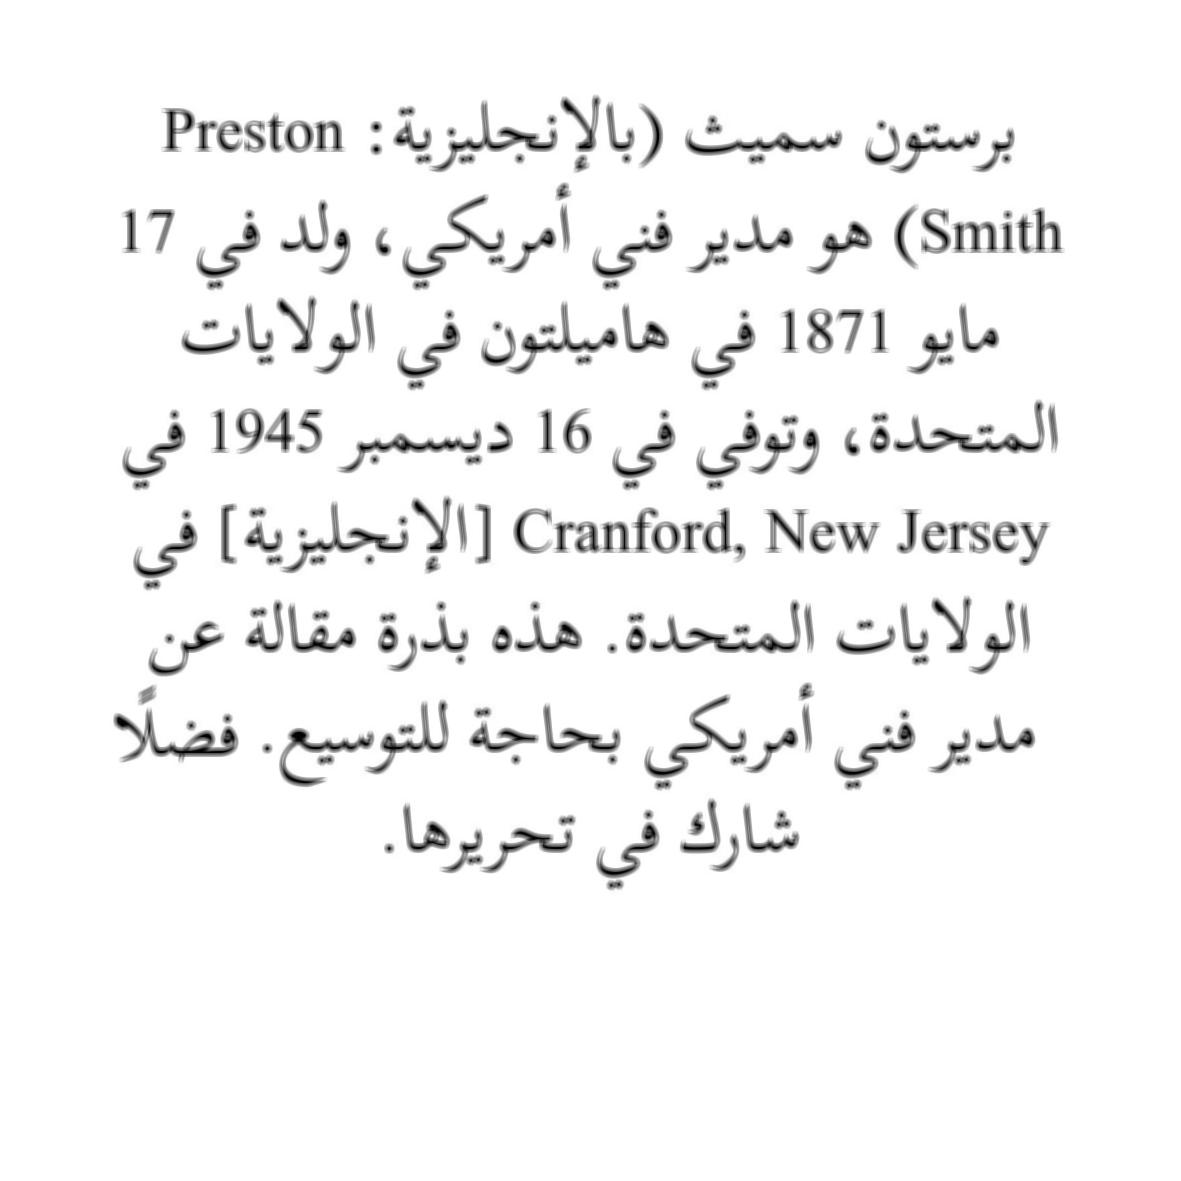 برستون سميث (بالإنجليزية: Preston
Smith) هو مدير فني أمريكي، ولد في 17
مايو 1871 في هاميلتون في الولايات
المتحدة، وتوفي في 16 ديسمبر 1945 في
Cranford, New Jersey [الإنجليزية] في
الولايات المتحدة. هذه بذرة مقالة عن
مدير فني أمريكي بحاجة للتوسيع. فضلًا
شارك في تحريرها.